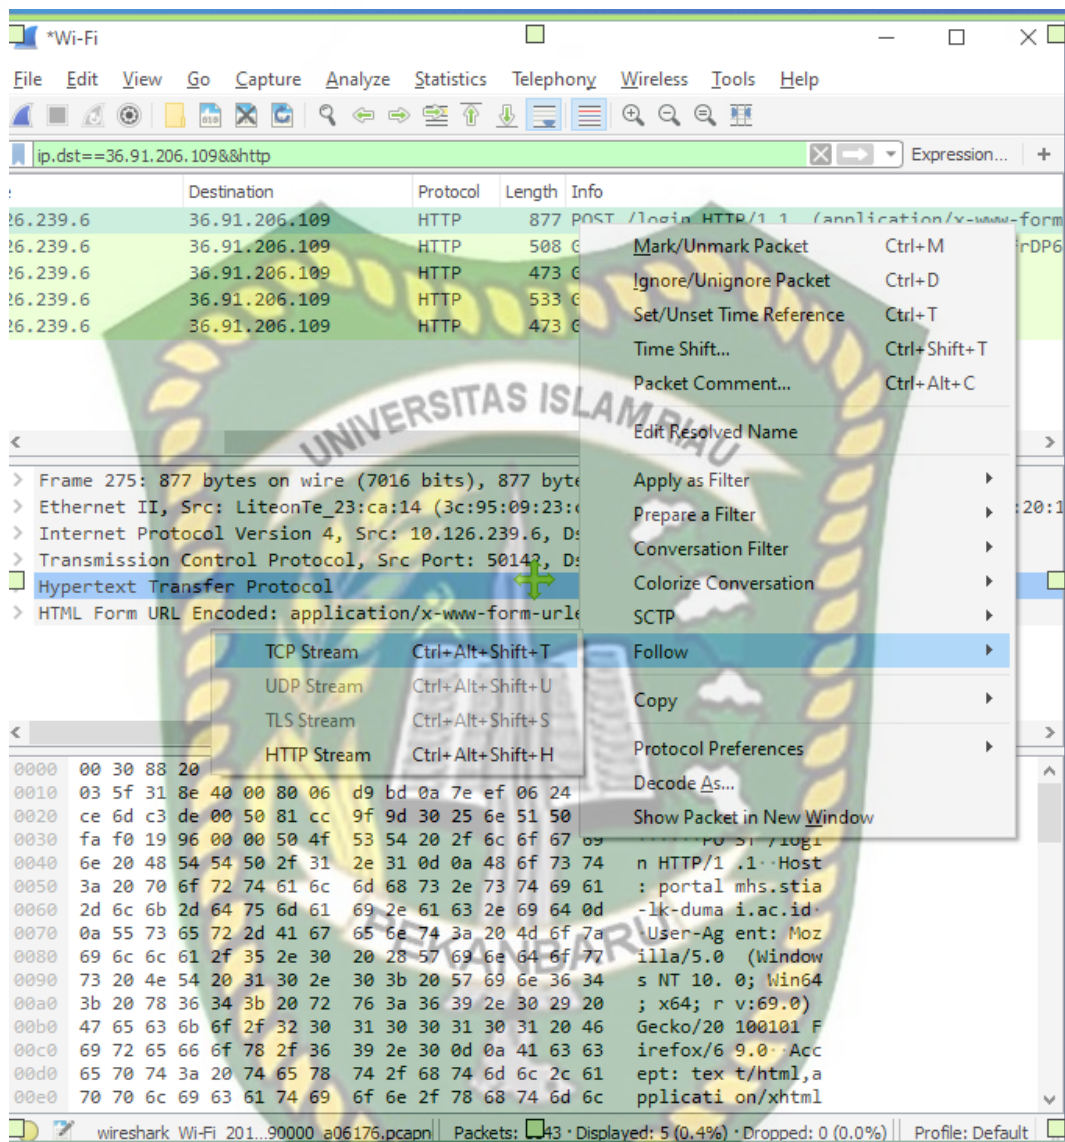 *Wi-Fi
File Edit View Go Capture Analyze Statistics Telephony Wireless Tools Help
ip.dst==36.91.206.109&&http Expression... +
Destination Protocol Length Info
26.239.6 36.91.206.109 HTTP 877 POST /login HTTP/1.1 (application/x-www-form
26.239.6 36.91.206.109 HTTP 508 G rDP6
26.239.6 36.91.206.109 HTTP 473 G
26.239.6 36.91.206.109 HTTP 533 G
26.239.6 36.91.206.109 HTTP 473 G
Mark/Unmark Packet Ctrl+M
Ignore/Unignore Packet Ctrl+D
Set/Unset Time Reference Ctrl+T
Time Shift... Ctrl+Shift+T
Packet Comment... Ctrl+Alt+C
Edit Resolved Name
Apply as Filter
Prepare a Filter
Conversation Filter
Colorize Conversation
SCTP
Follow
Copy
Protocol Preferences
Decode As...
Show Packet in New Window
UNIVERSITAS ISLAM RIAU
Frame 275: 877 bytes on wire (7016 bits), 877 byte
Ethernet II, Src: LiteonTe_23:ca:14 (3c:95:09:23:c :20:1
Internet Protocol Version 4, Src: 10.126.239.6, Ds
Transmission Control Protocol, Src Port: 50142, Ds
Hypertext Transfer Protocol
HTML Form URL Encoded: application/x-www-form-urle
TCP Stream Ctrl+Alt+Shift+T
UDP Stream Ctrl+Alt+Shift+U
TLS Stream Ctrl+Alt+Shift+S
HTTP Stream Ctrl+Alt+Shift+H
0000 00 30 88 20
0010 03 5f 31 8e 40 00 80 06 d9 bd 0a 7e ef 06 24
0020 ce 6d c3 de 00 50 81 cc 9f 9d 30 25 6e 51 50
0030 fa f0 19 96 00 00 50 4f 53 54 20 2f 6c 6f 67 69 ······PO ST /logi
0040 6e 20 48 54 54 50 2f 31 2e 31 0d 0a 48 6f 73 74 n HTTP/1 .1··Host
0050 3a 20 70 6f 72 74 61 6c 6d 68 73 2e 73 74 69 61 : portal mhs.stia
0060 2d 6c 6b 2d 64 75 6d 61 69 2e 61 63 2e 69 64 0d -lk-duma i.ac.id·
0070 0a 55 73 65 72 2d 41 67 65 6e 74 3a 20 4d 6f 7a ·User-Ag ent: Moz
0080 69 6c 6c 61 2f 35 2e 30 20 28 57 69 6e 64 6f 77 illa/5.0 (Window
0090 73 20 4e 54 20 31 30 2e 30 3b 20 57 69 6e 36 34 s NT 10. 0; Win64
00a0 3b 20 78 36 34 3b 20 72 76 3a 36 39 2e 30 29 20 ; x64; r v:69.0)
00b0 47 65 63 6b 6f 2f 32 30 31 30 30 31 30 31 20 46 Gecko/20 100101 F
00c0 69 72 65 66 6f 78 2f 36 39 2e 30 0d 0a 41 63 63 irefox/6 9.0··Acc
00d0 65 70 74 3a 20 74 65 78 74 2f 68 74 6d 6c 2c 61 ept: tex t/html,a
00e0 70 70 6c 69 63 61 74 69 6f 6e 2f 78 68 74 6d 6c pplicati on/xhtml
PEKANBARU
wireshark_Wi-Fi_201...90000_a06176.pcapn Packets: 43 · Displayed: 5 (0.4%) · Dropped: 0 (0.0%) Profile: Default